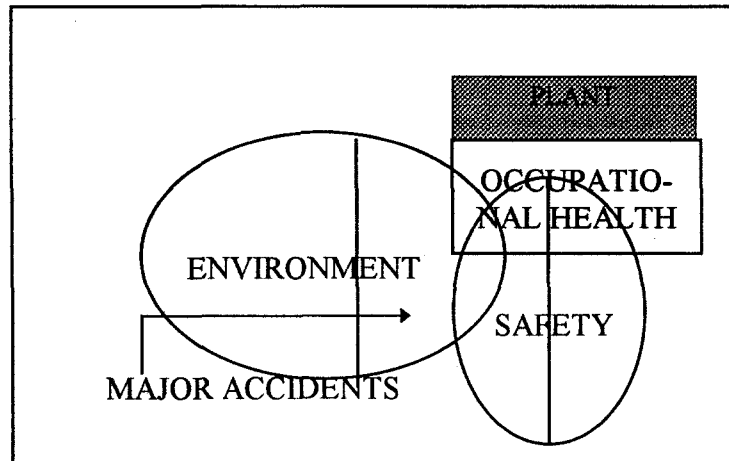 PLANT
OCCUPATIO-
NAL HEALTH
ENVIRONMENT
SAFETY
MAJOR ACCIDENTS